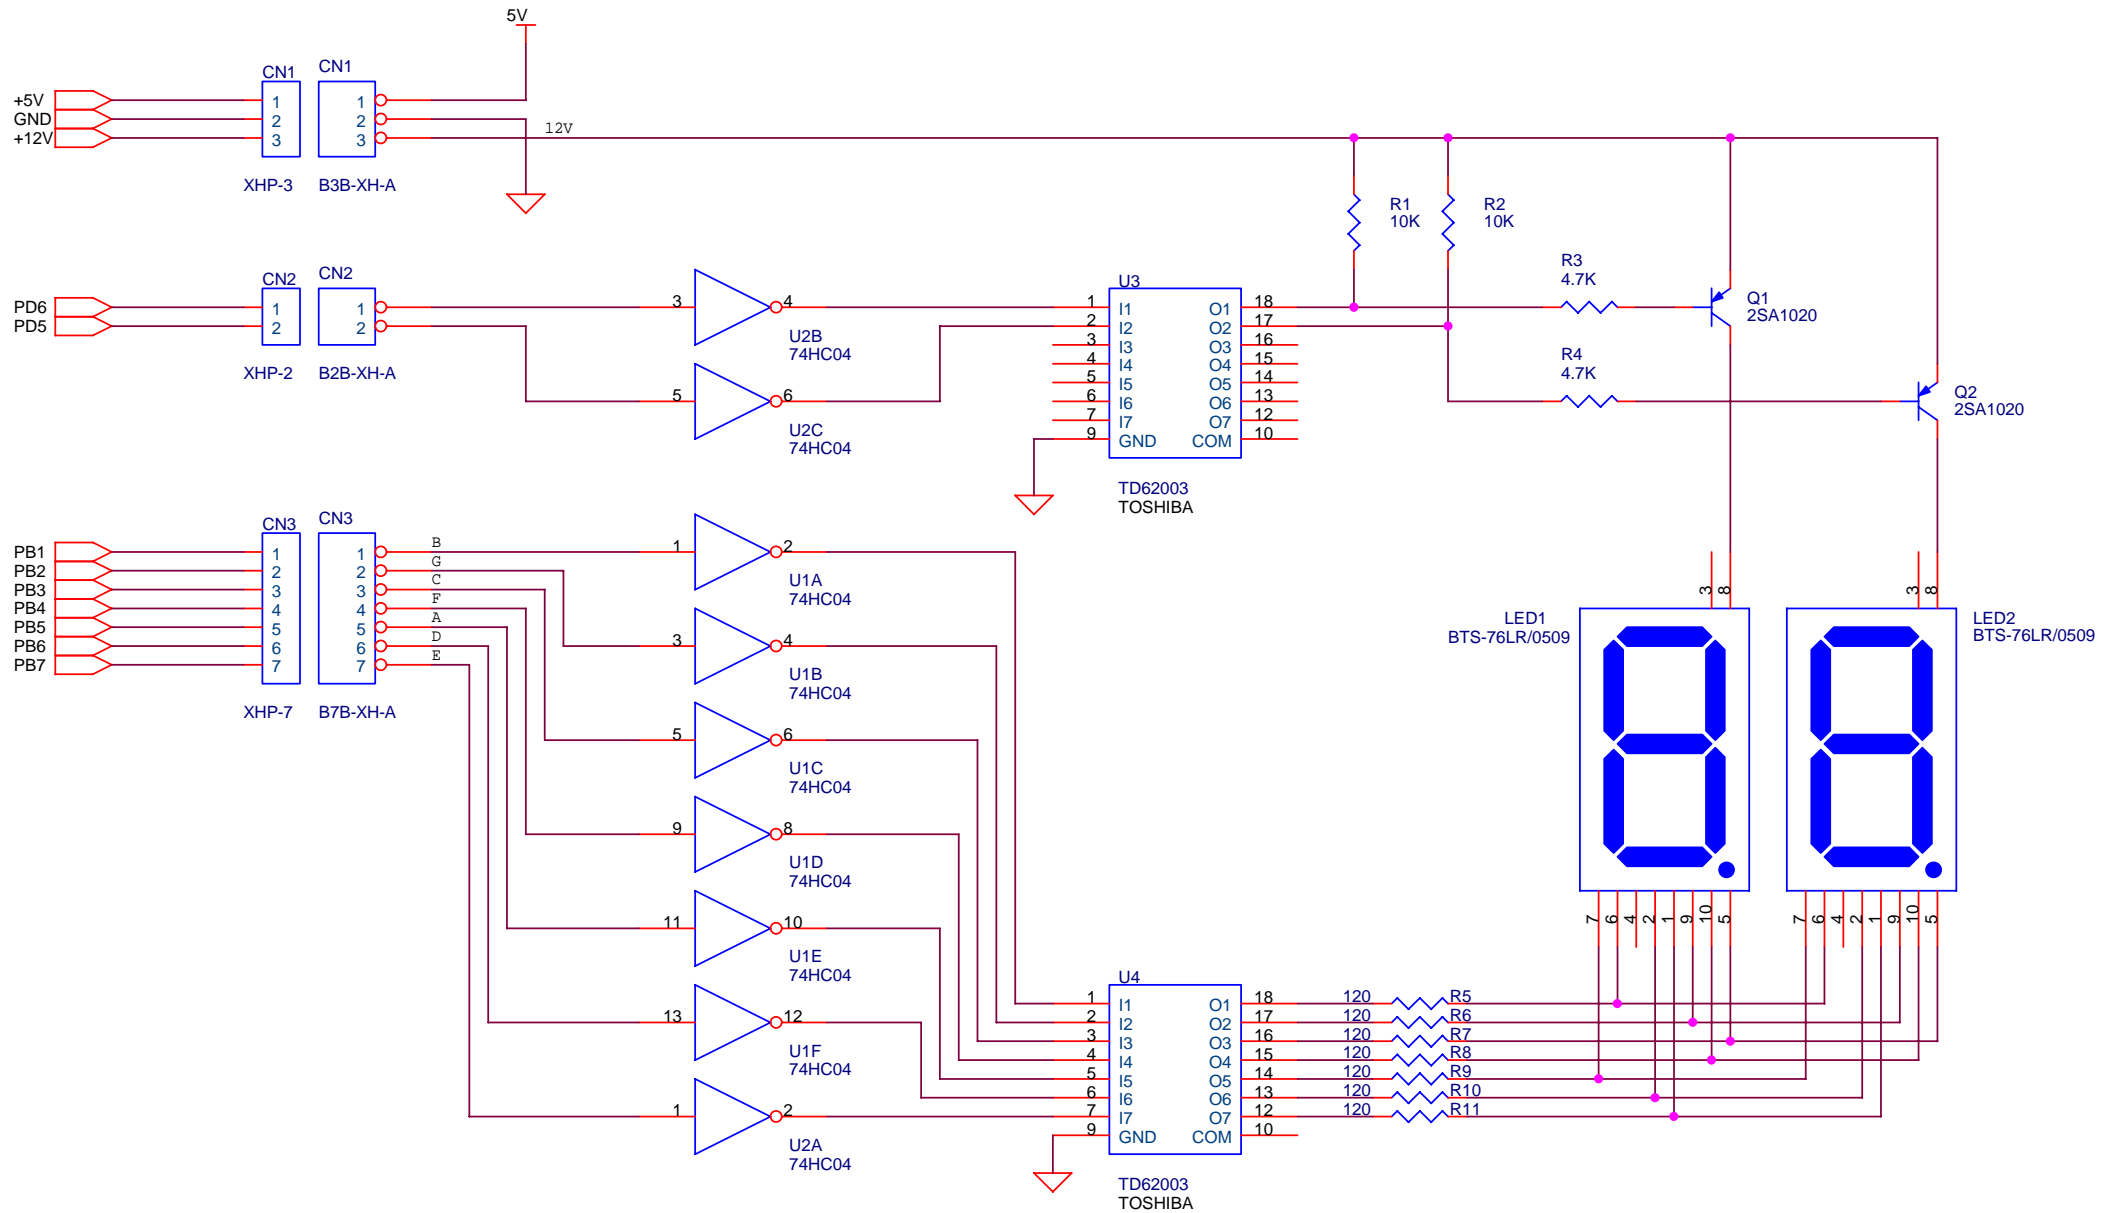 5V
CN1
CN1
+5V
GND
+12V
1
2
3
1
2
3
12V
XHP-3
B3B-XH-A
R1
10K
R2
10K
R3
4.7K
Q1
2SA1020
R4
4.7K
Q2
2SA1020
CN2
CN2
PD6
PD5
1
2
1
2
XHP-2
B2B-XH-A
3
4
U2B
74HC04
5
6
U2C
74HC04
U3
1 I1 O1 18
2 I2 O2 17
3 I3 O3 16
4 I4 O4 15
5 I5 O5 14
6 I6 O6 13
7 I7 O7 12
9 GND COM 10
TD62003
TOSHIBA
CN3
CN3
PB1
PB2
PB3
PB4
PB5
PB6
PB7
1
2
3
4
5
6
7
1
2
3
4
5
6
7
B
G
C
F
A
D
E
XHP-7
B7B-XH-A
1
2
U1A
74HC04
3
4
U1B
74HC04
5
6
U1C
74HC04
9
8
U1D
74HC04
11
10
U1E
74HC04
13
12
U1F
74HC04
1
2
U2A
74HC04
3
8
LED1
BTS-76LR/0509
7
6
4
2
1
9
10
5
3
8
LED2
BTS-76LR/0509
7
6
4
2
1
9
10
5
U4
1 I1 O1 18
2 I2 O2 17
3 I3 O3 16
4 I4 O4 15
5 I5 O5 14
6 I6 O6 13
7 I7 O7 12
9 GND COM 10
TD62003
TOSHIBA
120 R5
120 R6
120 R7
120 R8
120 R9
120 R10
120 R11